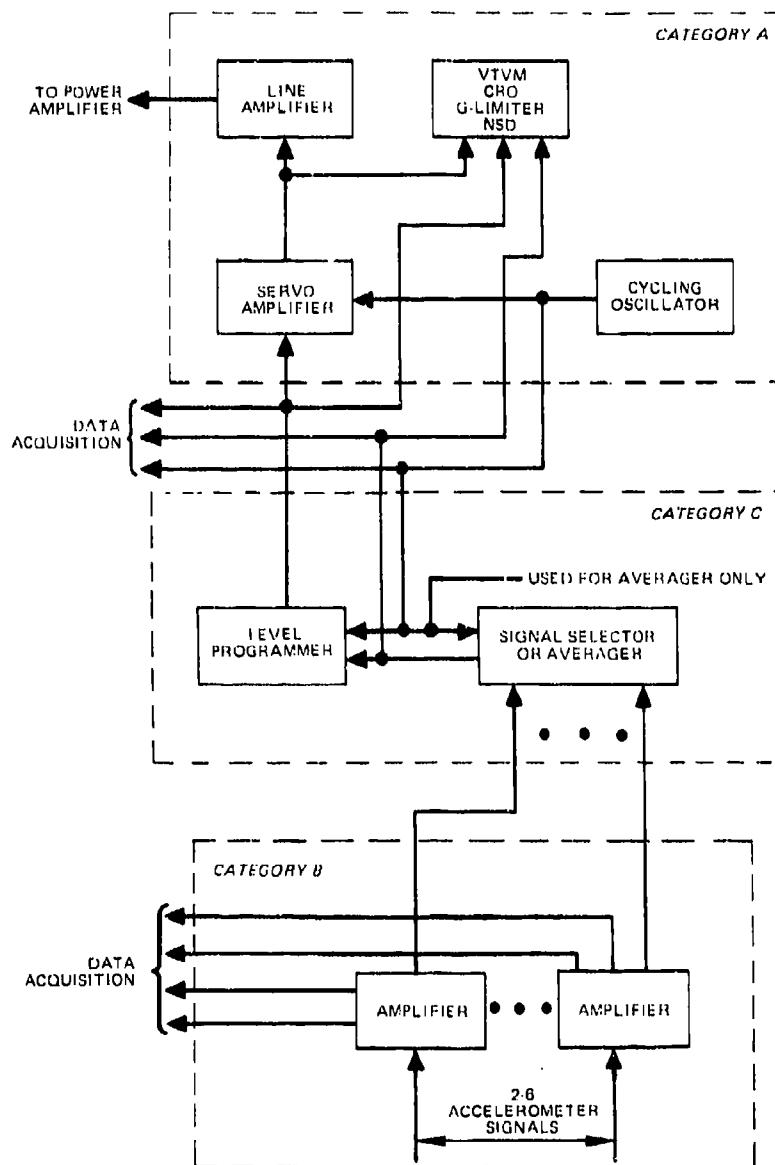 CATEGORY A
TO POWER
AMPLIFIER
LINE
AMPLIFIER
VTVM
CRO
G-LIMITER
NSD
SERVO
AMPLIFIER
CYCLING
OSCILLATOR
DATA
ACQUISITION
CATEGORY C
USED FOR AVERAGER ONLY
LEVEL
PROGRAMMER
SIGNAL SELECTOR
OR AVERAGER
CATEGORY B
DATA
ACQUISITION
AMPLIFIER
AMPLIFIER
2-6
ACCELEROMETER
SIGNALS